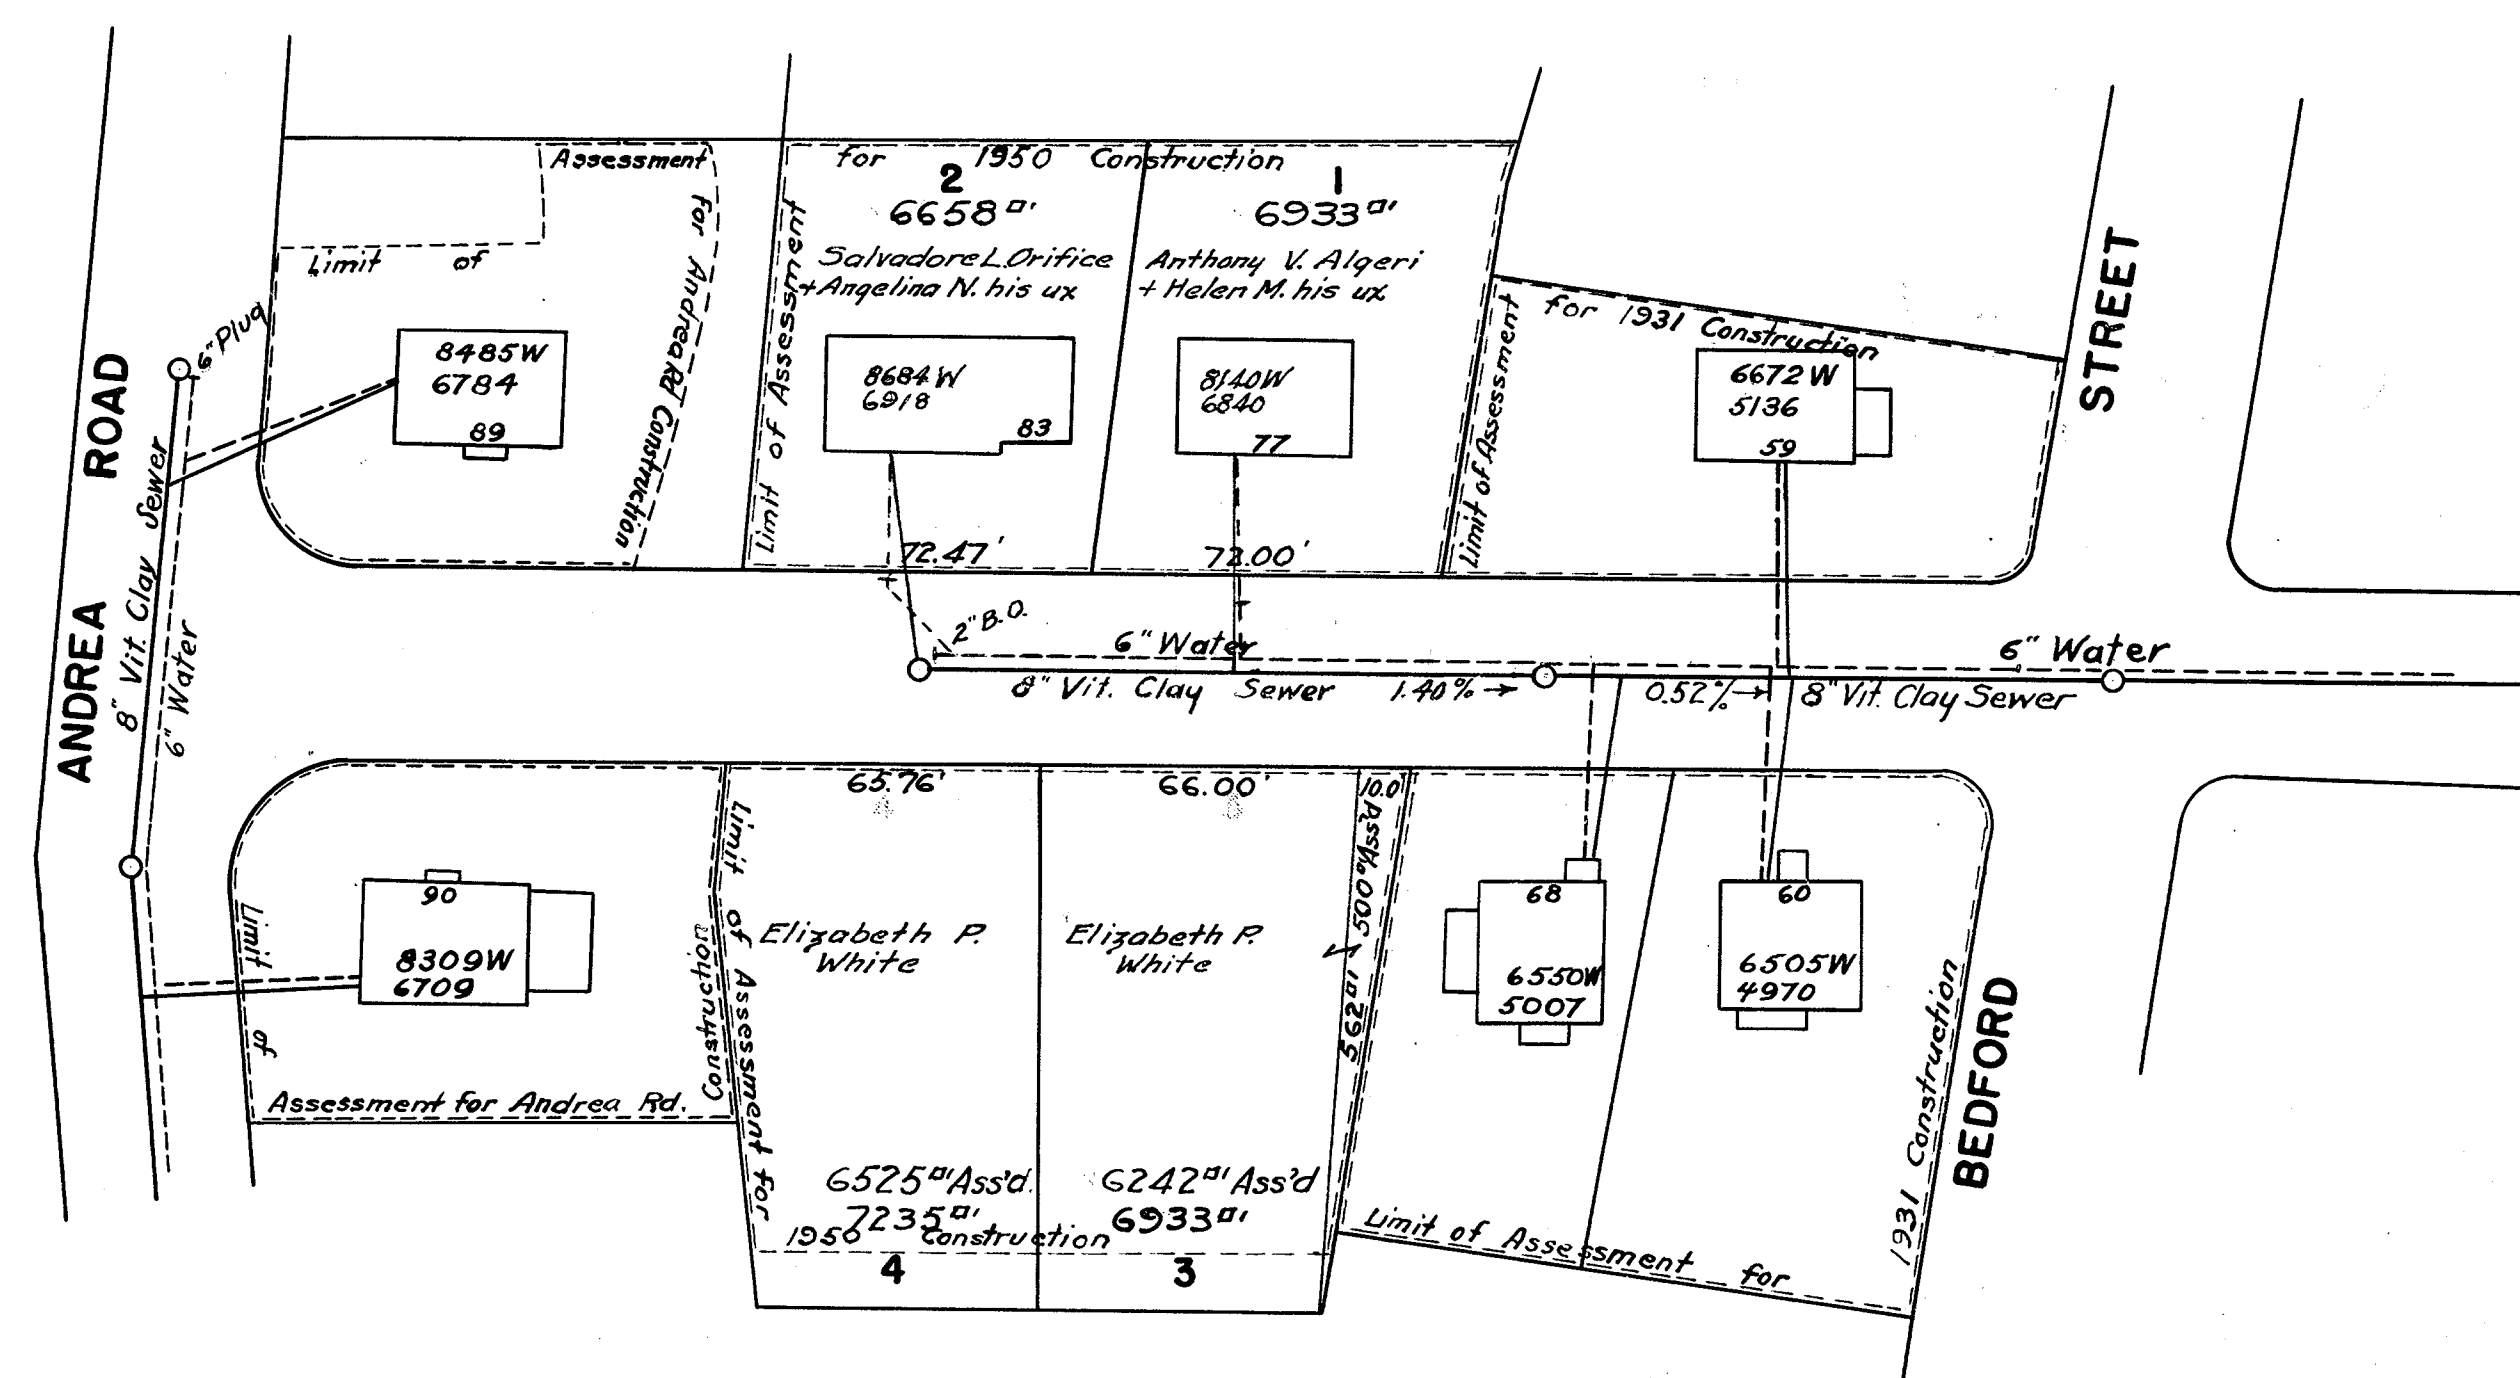 Assessment for 1950 Construction
2
6658 □'
1
6933 □'
Salvadore L. Orifice
+ Angelina N. his ux
Anthony V. Algeri
+ Helen M. his ux
Limit of
for Andrea Rd Construction
Limit of Assessment
Limit of Assessment
for 1931 Construction
STREET
6" Plug
ROAD
8485W
6784
89
8684W
6918
83
8140W
6840
77
6672W
5136
59
72.47'
72.00'
ANDREA
8" Vit. Clay Sewer
6" Water
2" B.O.
6" Water
6" Water
8" Vit. Clay Sewer
1.40% →
0.52% →
8" Vit. Clay Sewer
65.76'
66.00'
10.0
500 □' Ass'd
562 □'
Limit of Assessment for
Construction
90
8309W
6709
Limit of
Assessment for Andrea Rd.
Elizabeth P.
White
Elizabeth P.
White
68
6550W
5007
60
6505W
4970
1931 Construction
BEDFORD
6525 □' Ass'd.
7235 □'
6242 □' Ass'd
6933 □'
1950 Construction
4
3
Limit of Assessment for